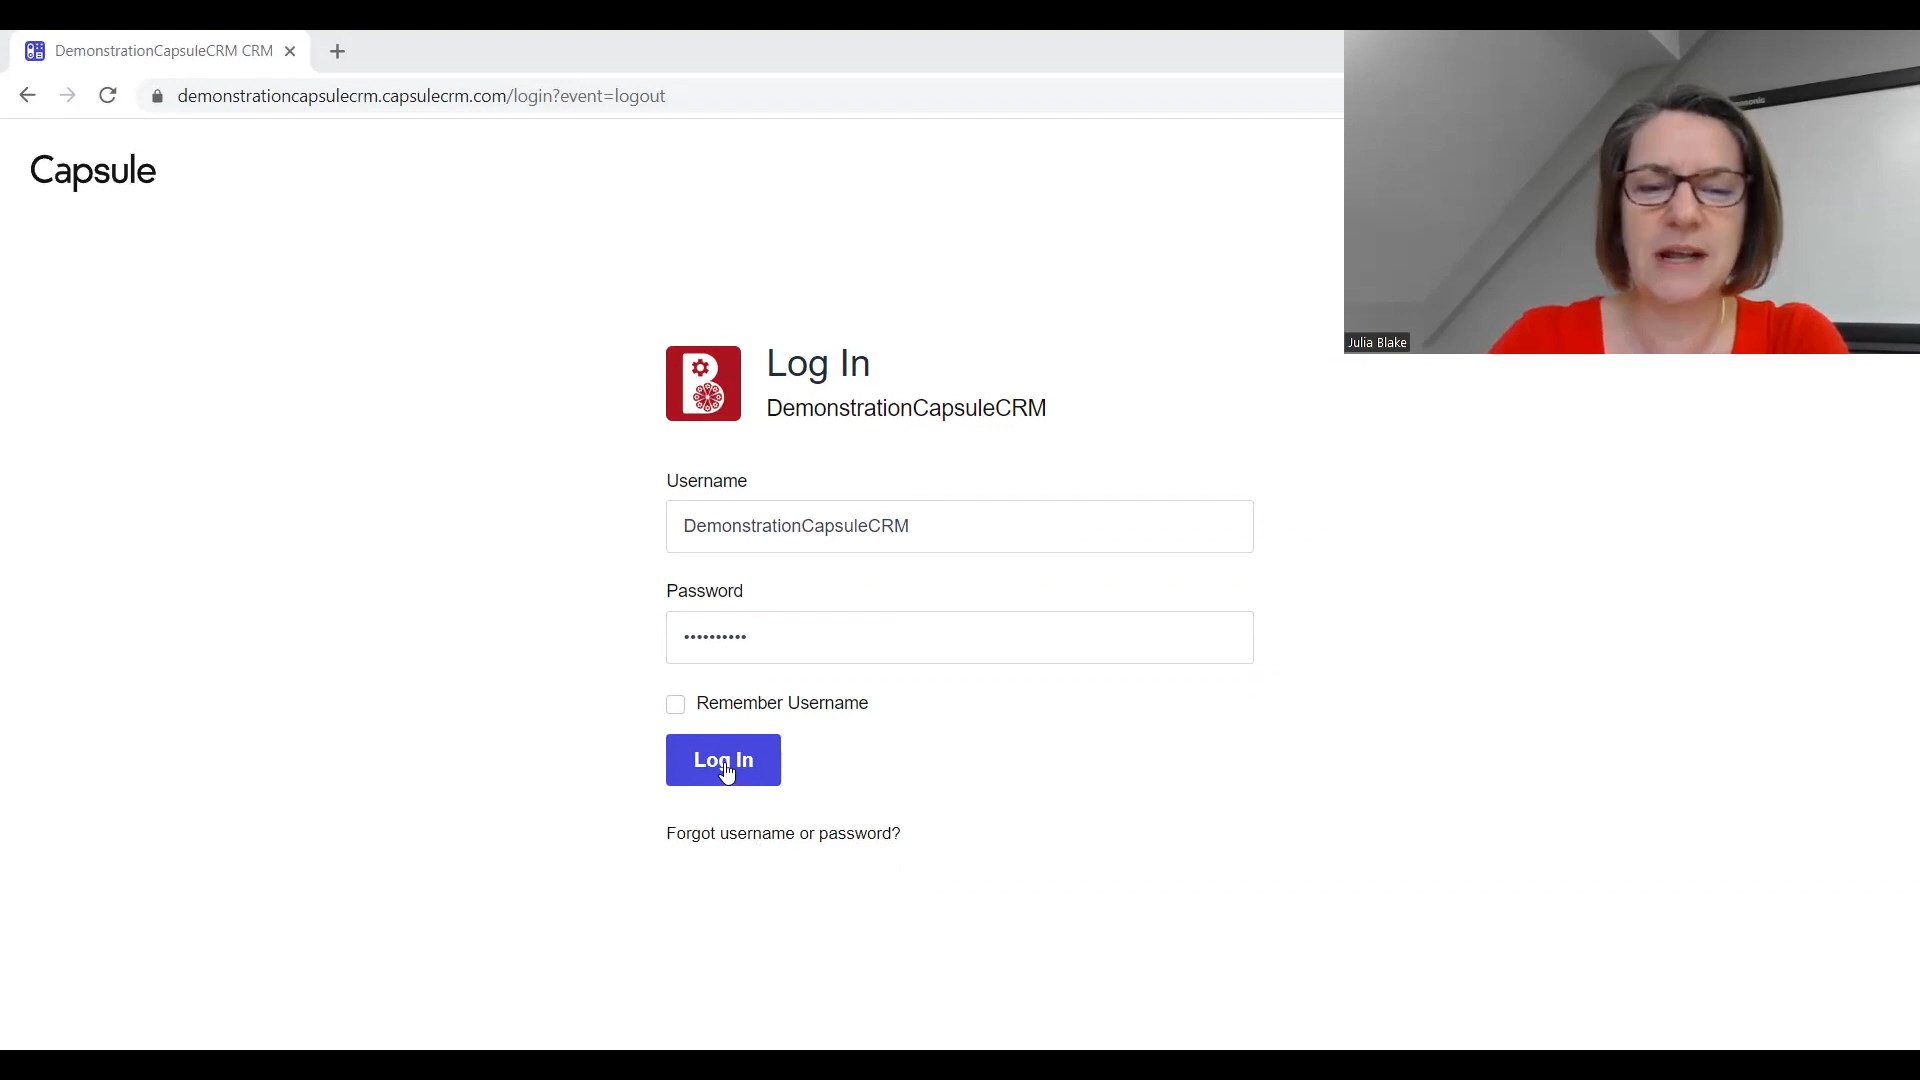 DemonstrationCapsuleCRM CRM
demonstrationcapsulecrm.capsulecrm.com/login?event=logout
Capsule
Julia Blake
B
Log In
DemonstrationCapsuleCRM
Username
DemonstrationCapsuleCRM
Password
••••••••••
Remember Username
Log In
Forgot username or password?